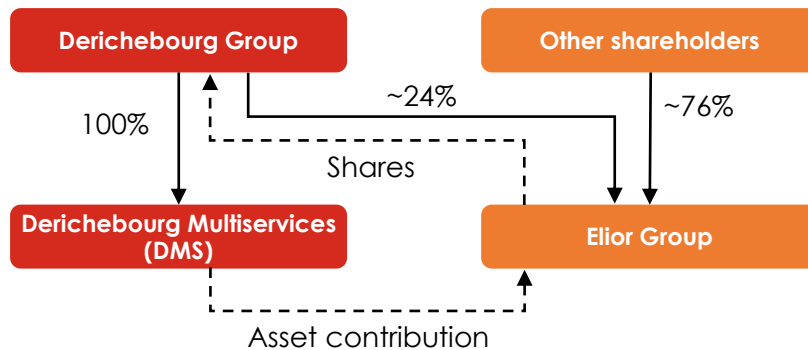 Derichebourg Group
Other shareholders
~24%
100%
~76%
Shares
Derichebourg Multiservices
(DMS)
Elior Group
Asset contribution